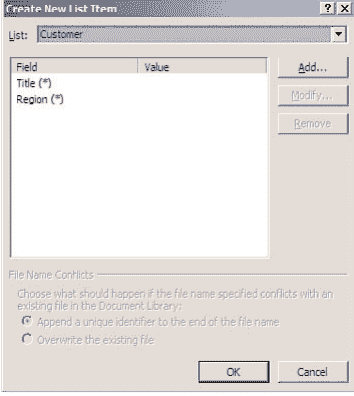 Create New List Item
List: Customer
Field Value
Title (*)
Region (*)
Add...
Modify...
Remove
File Name Conflicts
Choose what should happen if the file name specified conflicts with an
existing file in the Document Library:
Append a unique identifier to the end of the file name
Overwrite the existing file
OK Cancel